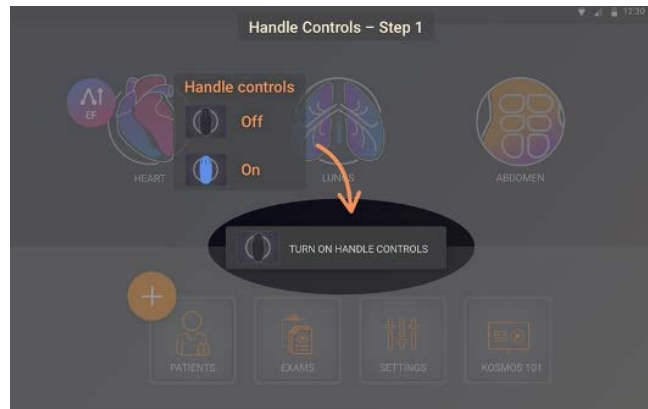 12:30
Handle Controls – Step 1
Handle controls
Off
On
AI
EF
HEART
LUNGS
ABDOMEN
TURN ON HANDLE CONTROLS
PATIENTS
EXAMS
SETTINGS
KOSMOS 101